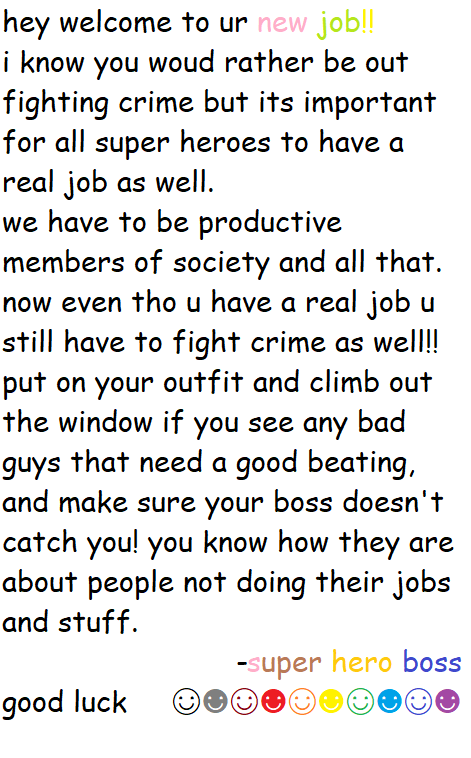 hey welcome to ur new job!!
i know you woud rather be out
fighting crime but its important
for all super heroes to have a
real job as well.
we have to be productive
members of society and all that.
now even tho u have a real job u
still have to fight crime as well!!
put on your outfit and climb out
the window if you see any bad
guys that need a good beating,
and make sure your boss doesn't
catch you! you know how they are
about people not doing their jobs
and stuff.
-super hero boss
good luck ☺☻☺☻☺☻☺☻☺☻